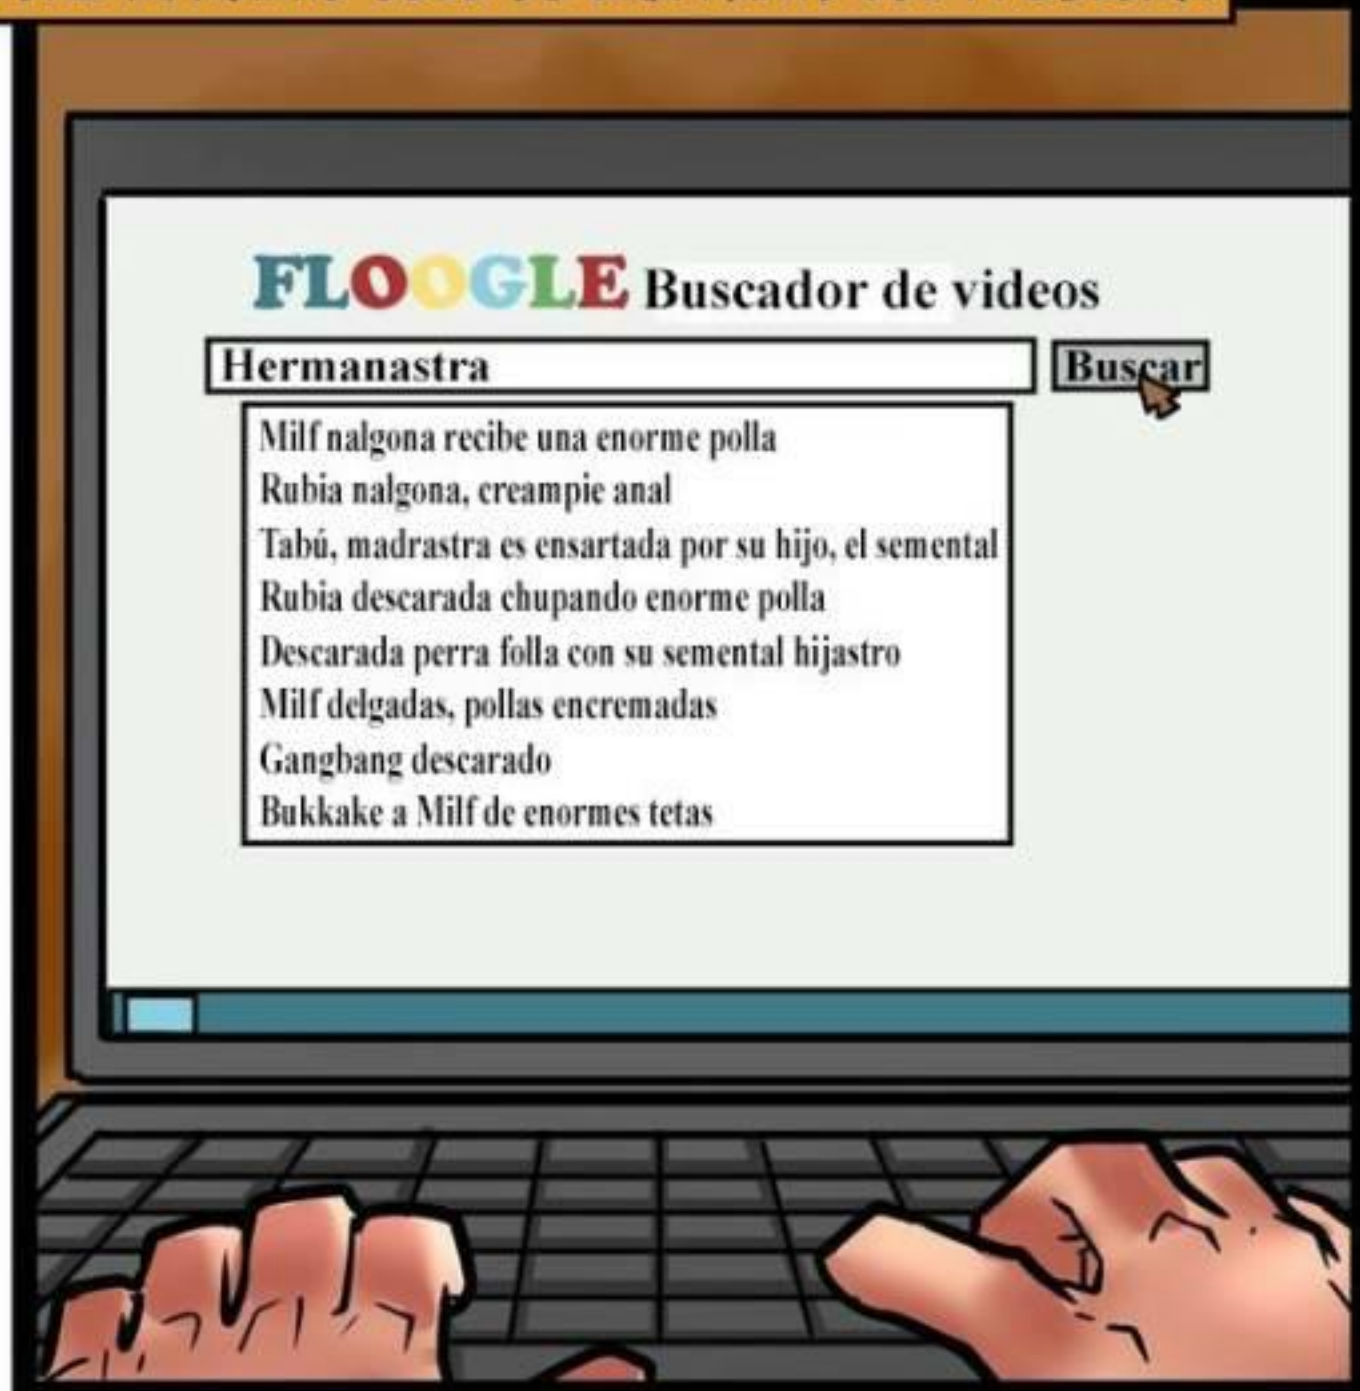 FLOOGLE Buscador de videos
Hermanastra
Buscar
Milf nalgona recibe una enorme polla
Rubia nalgona, creampie anal
Tabú, madrastra es ensartada por su hijo, el semental
Rubia descarada chupando enorme polla
Descarada perra folla con su semental hijastro
Milf delgadas, pollas encremadas
Gangbang descarado
Bukkake a Milf de enormes tetas